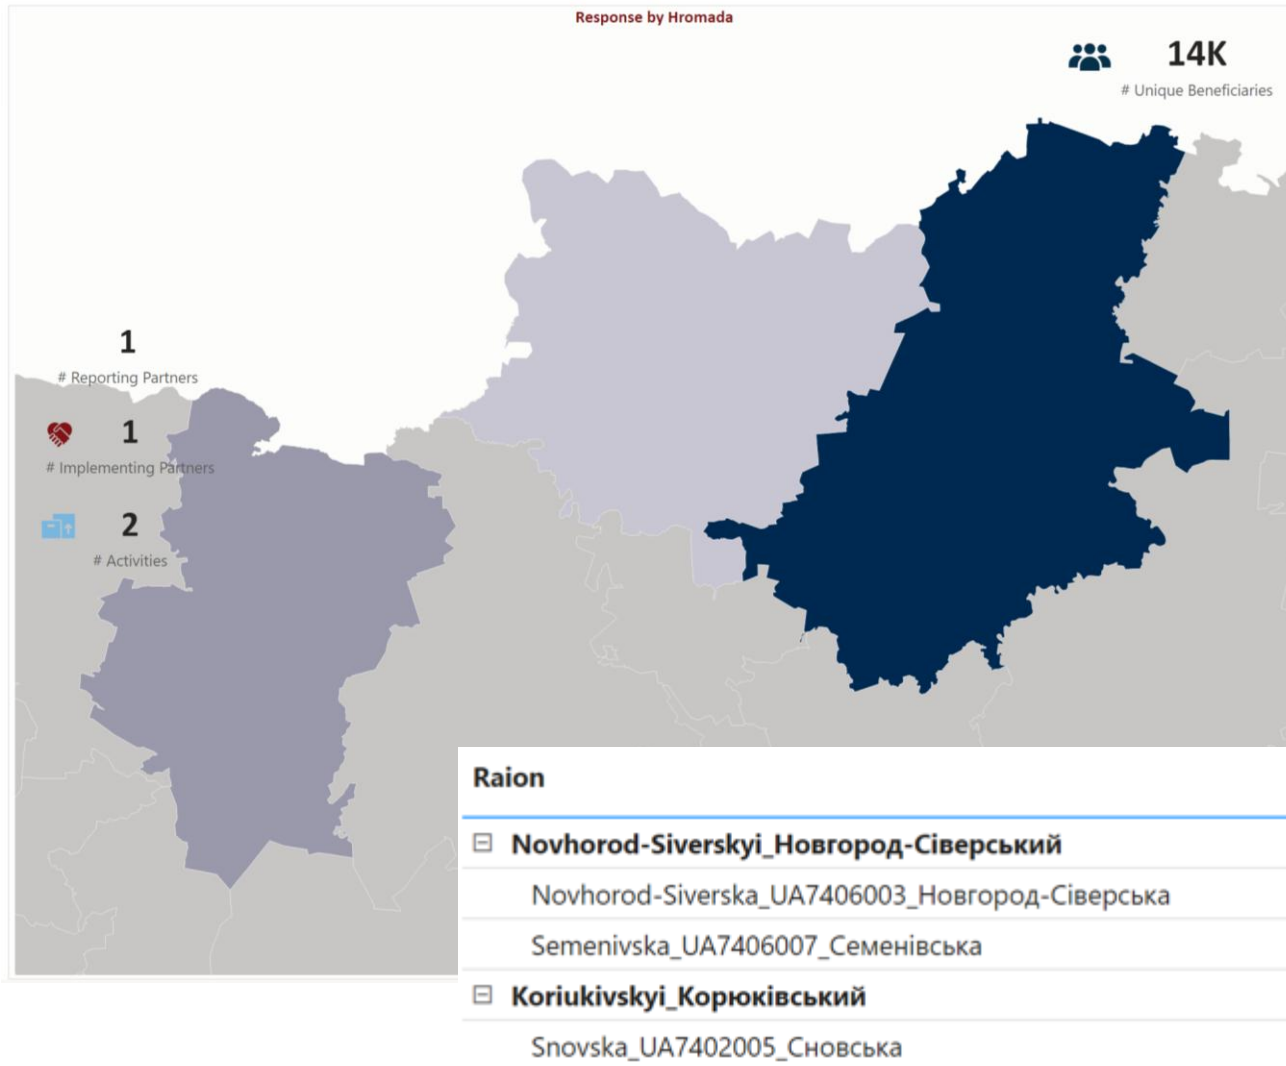 Response by Hromada
14K
# Unique Beneficiaries
1
# Reporting Partners
1
# Implementing Partners
2
# Activities
Raion
Novhorod-Siverskyi_Новгород-Сіверський
Novhorod-Siverska_UA7406003_Новгород-Сіверська
Semenivska_UA7406007_Семенівська
Koriukivskyi_Корюківський
Snovska_UA7402005_Сновська